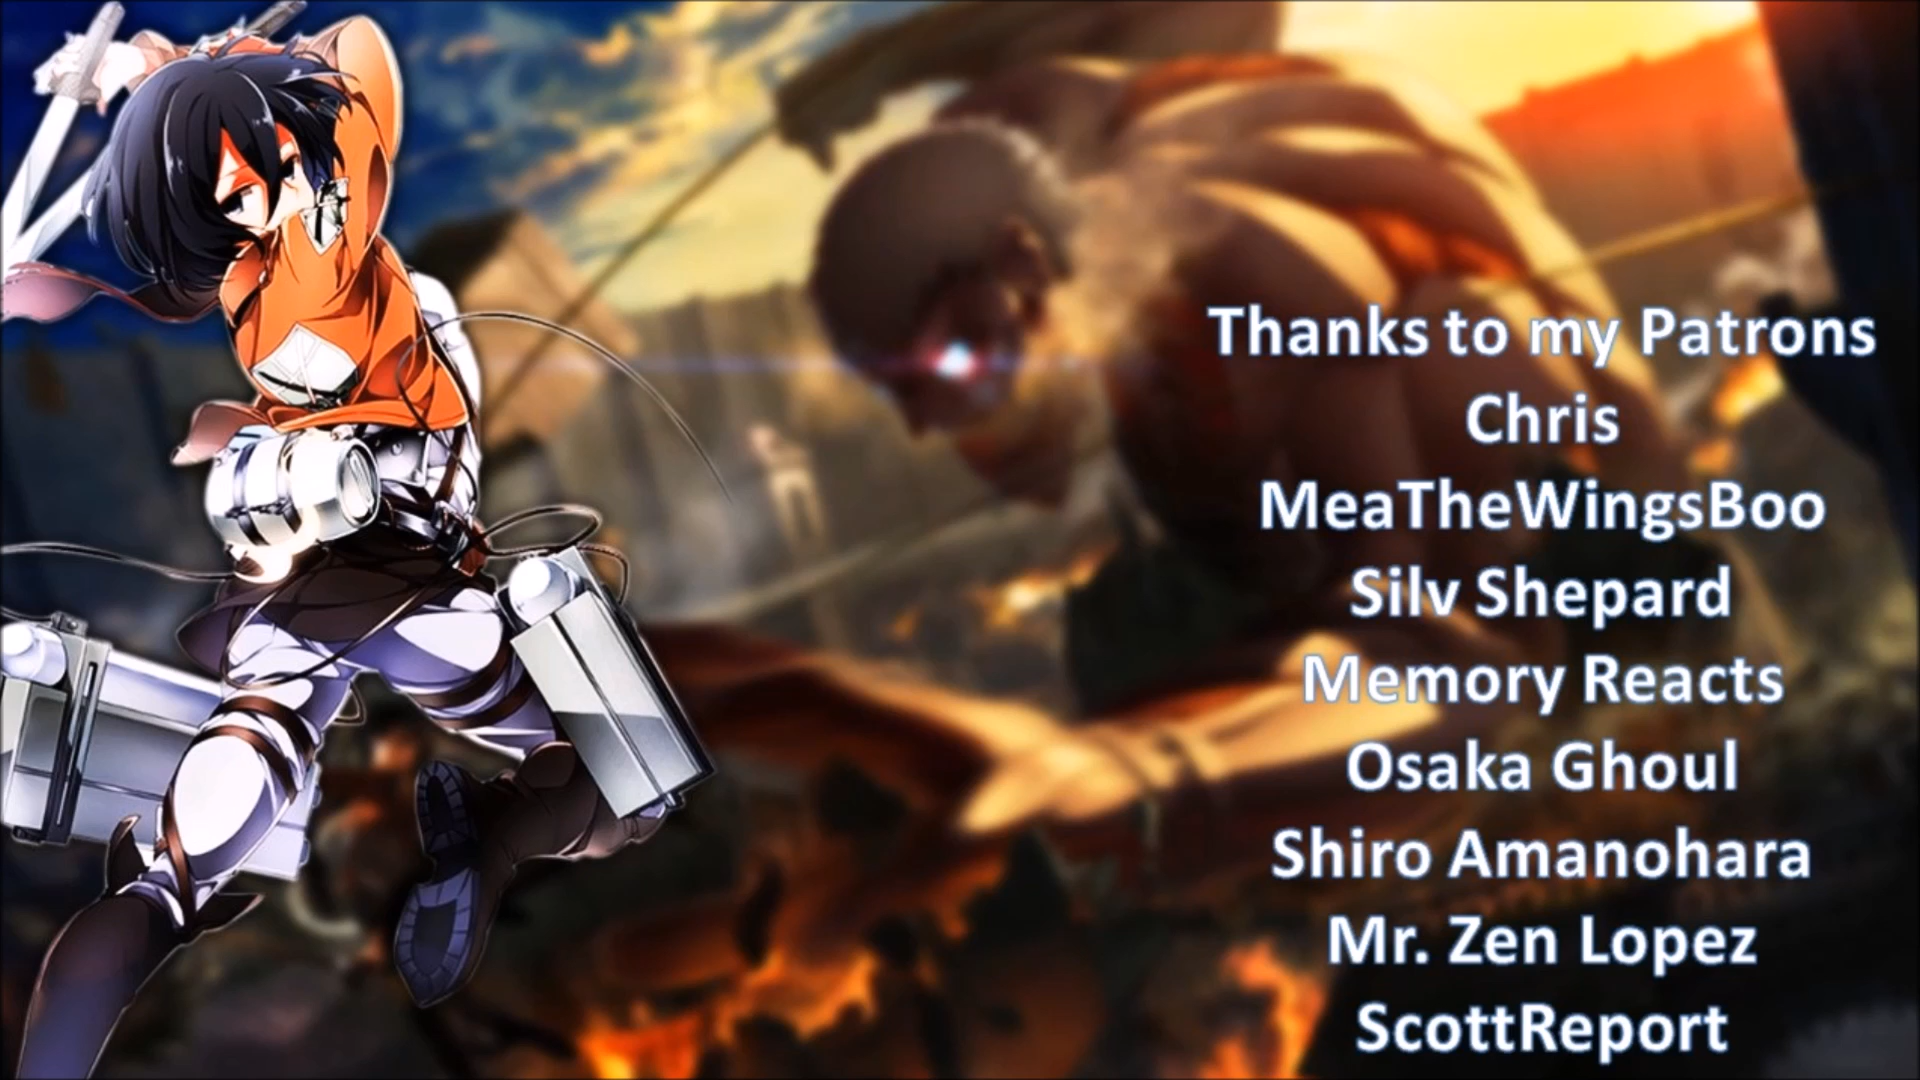 Thanks to my Patrons
Chris
MeaTheWingsBoo
Silv Shepard
Memory Reacts
Osaka Ghoul
Shiro Amanohara
Mr. Zen Lopez
ScottReport